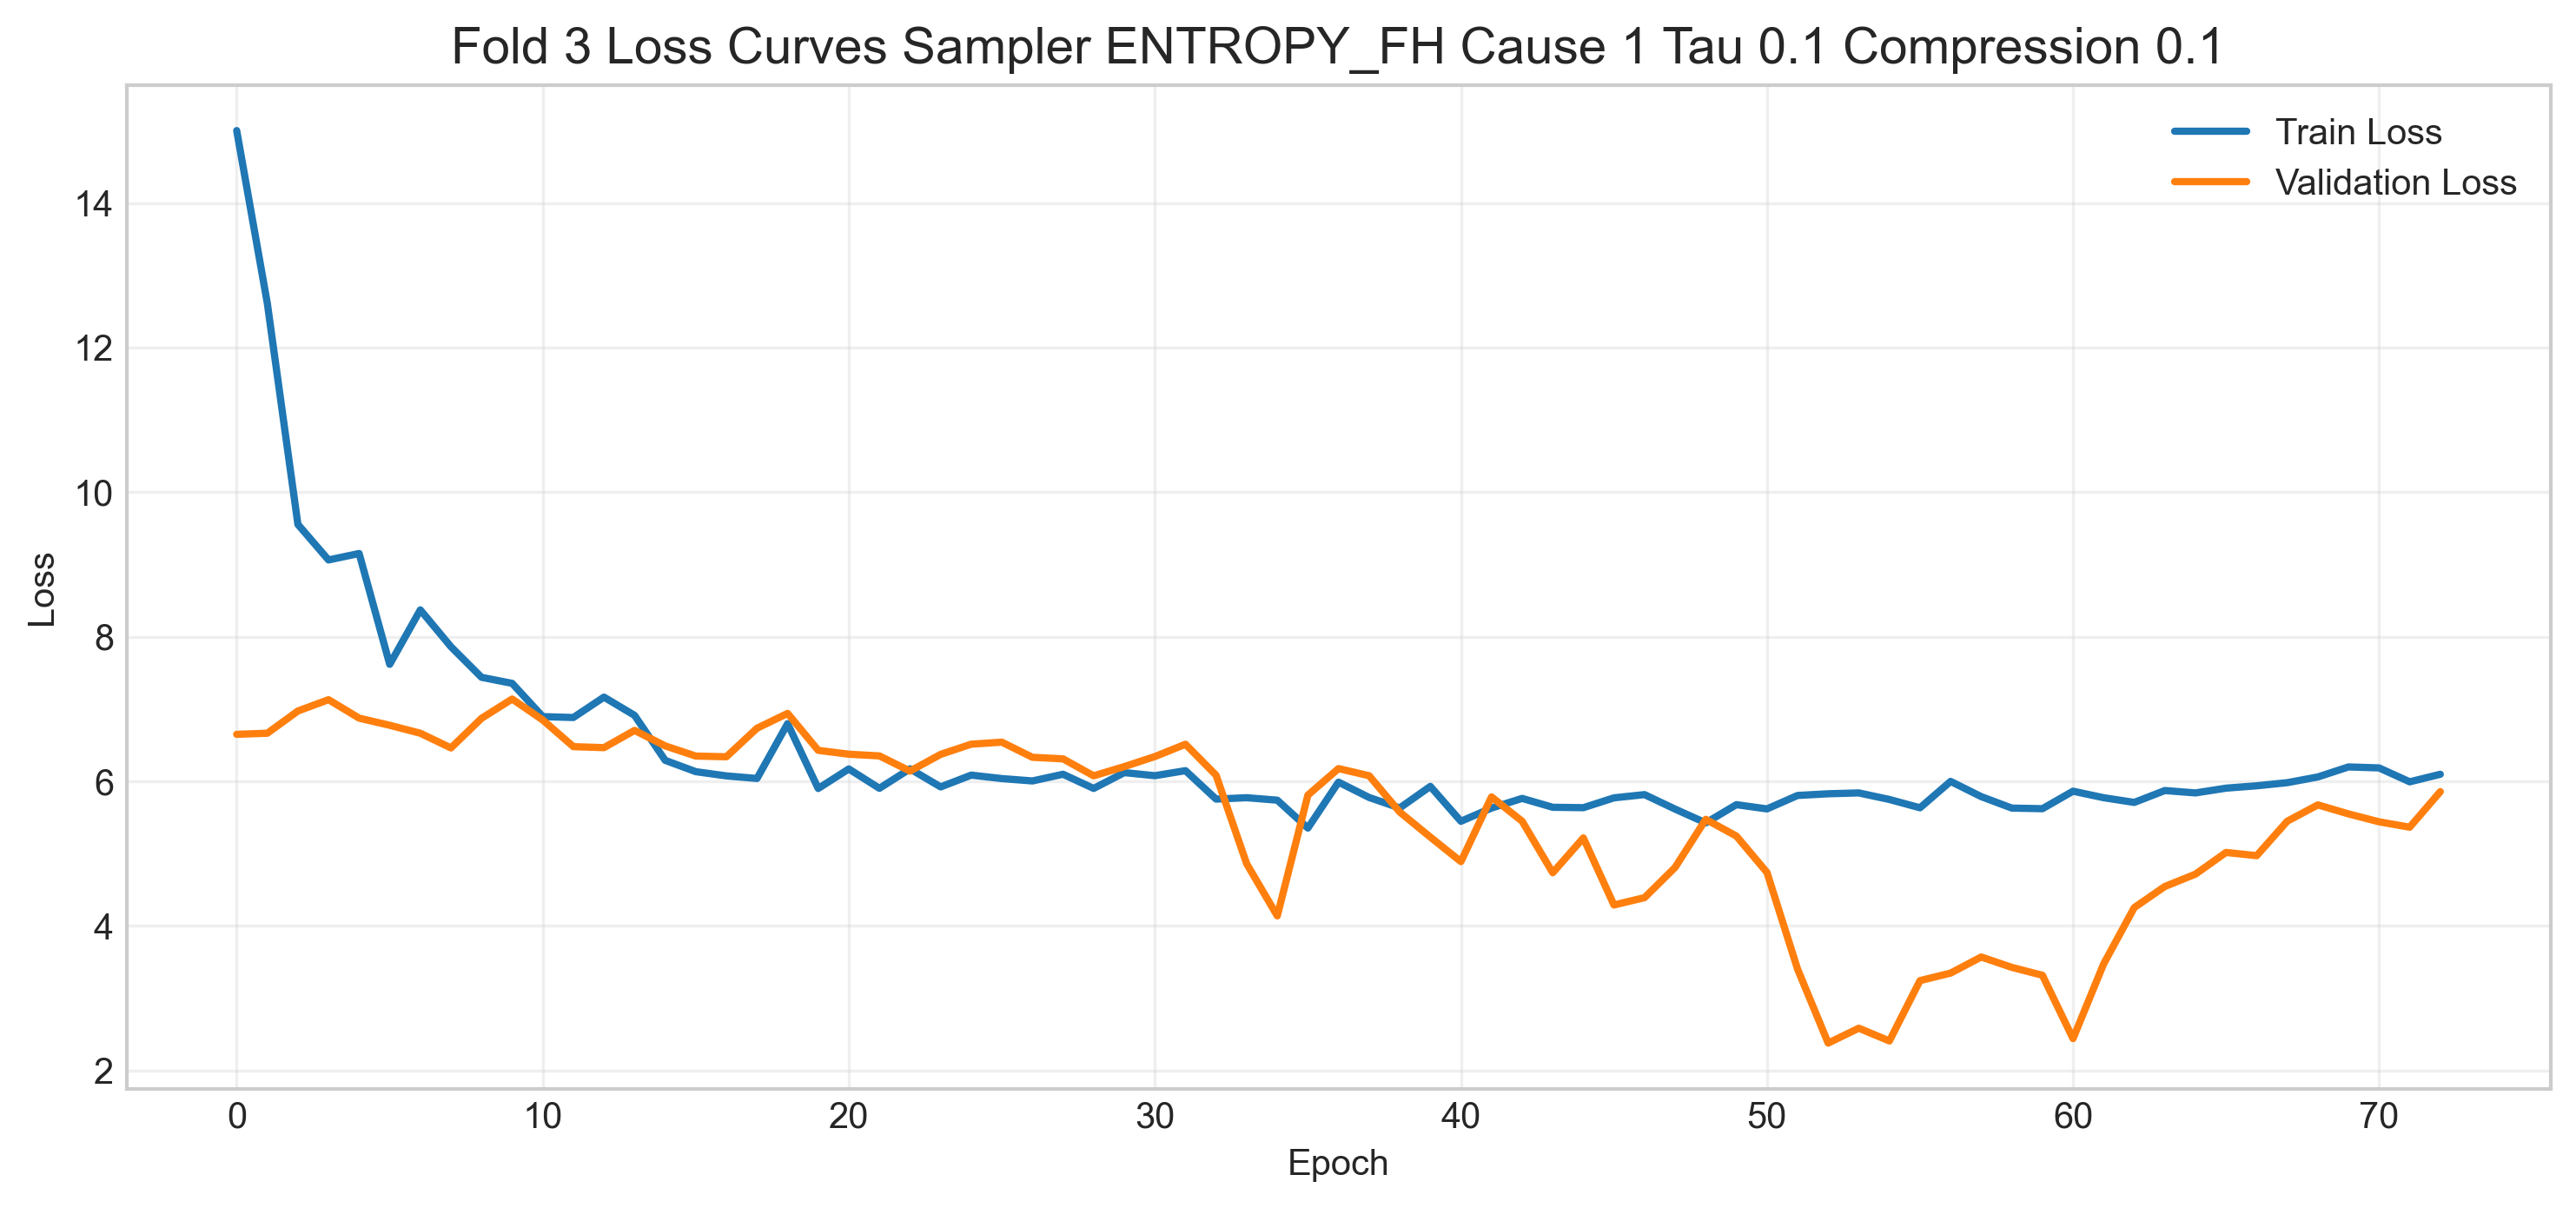 Fold 3 Loss Curves Sampler ENTROPY_FH Cause 1 Tau 0.1 Compression 0.1
Train Loss
Validation Loss
14
12
10
8
6
4
2
Loss
0 10 20 30 40 50 60 70
Epoch